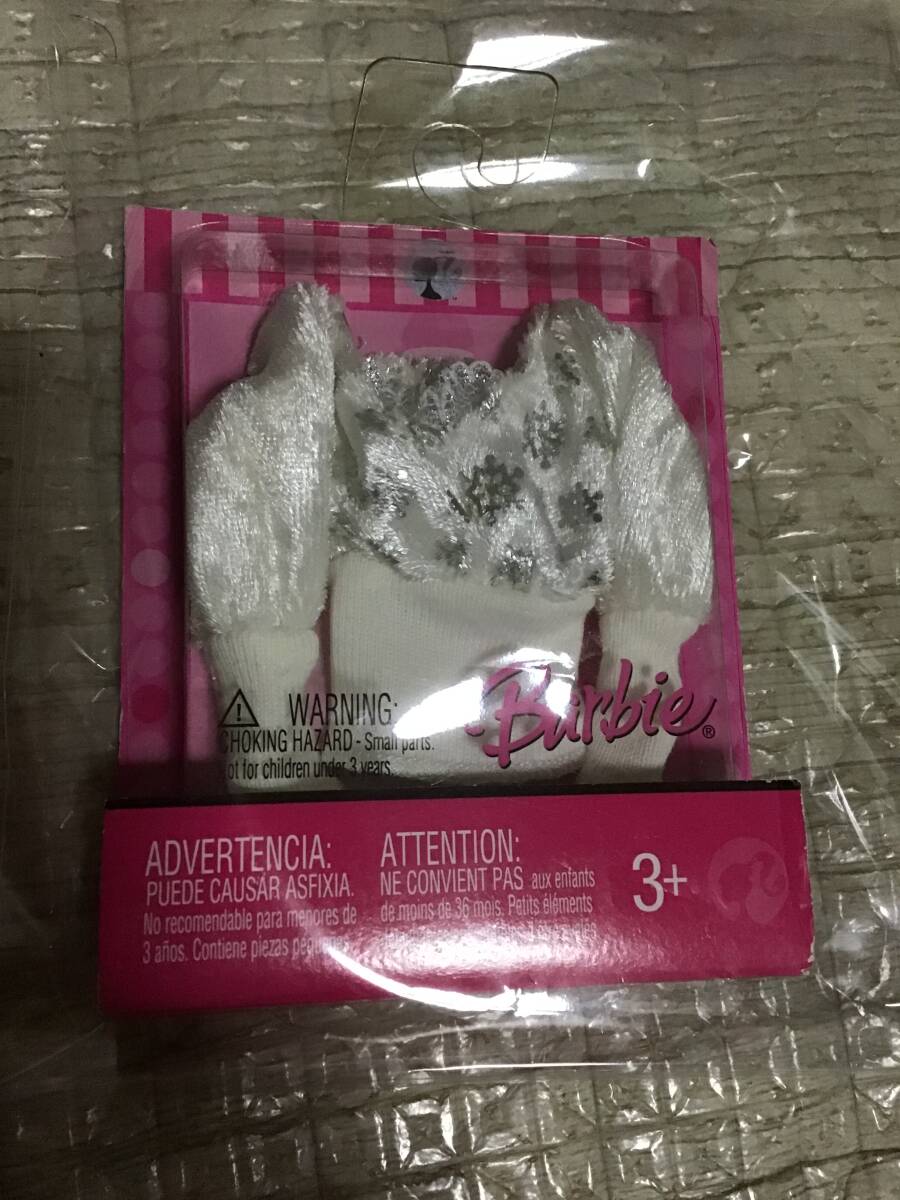 WARNING:
CHOKING HAZARD - Small parts.
ot for children under 3 years.
Barbie®
ADVERTENCIA:
PUEDE CAUSAR ASFIXIA.
No recomendable para menores de
3 años. Contiene piezas
ATTENTION:
NE CONVIENT PAS aux enfants
de moins de 36 mois. Petits éléments
3+